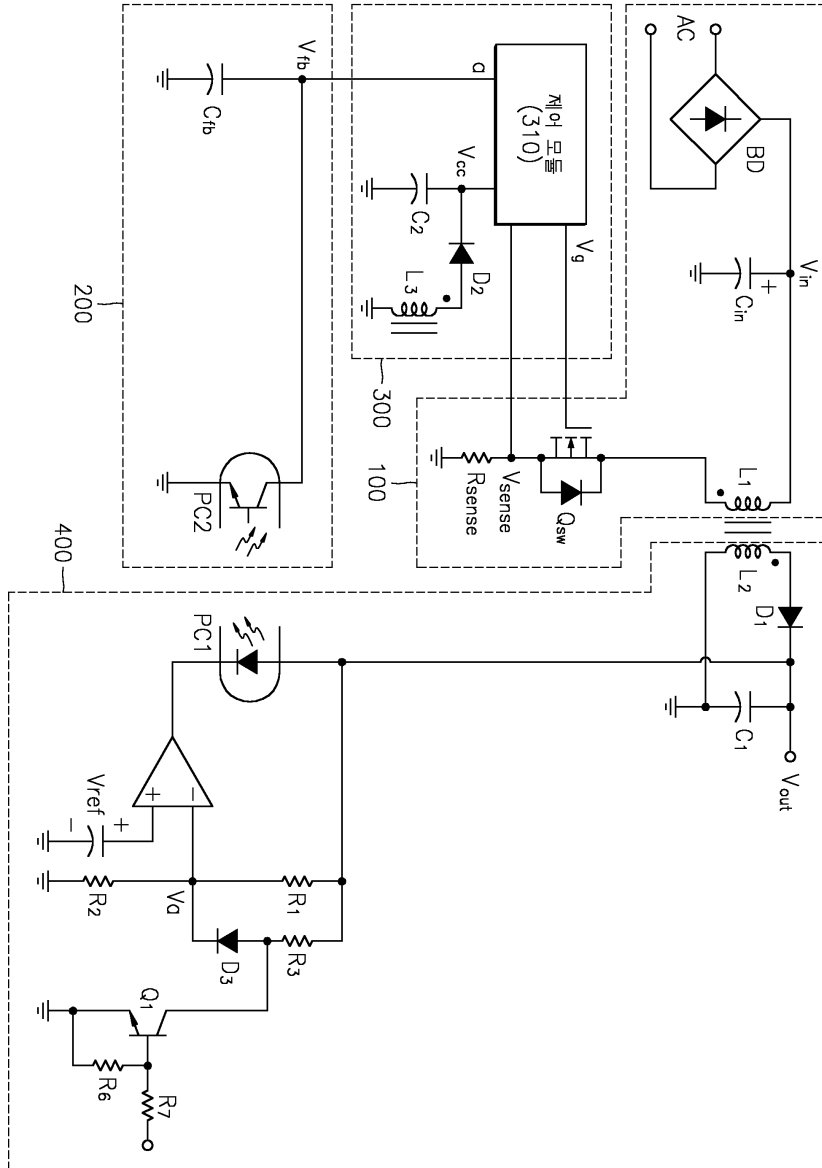 AC
BD
Vin
Cin
+
L1
L2
D1
C1
Vout
제어 모듈
(310)
a
Vg
Vcc
C2
D2
L3
300
Vsense
Qsw
Rsense
100
Vfb
Cfb
200
PC2
400
PC1
+
−
Vref
+
−
R1
Va
R2
R3
D3
Q1
R6
R7